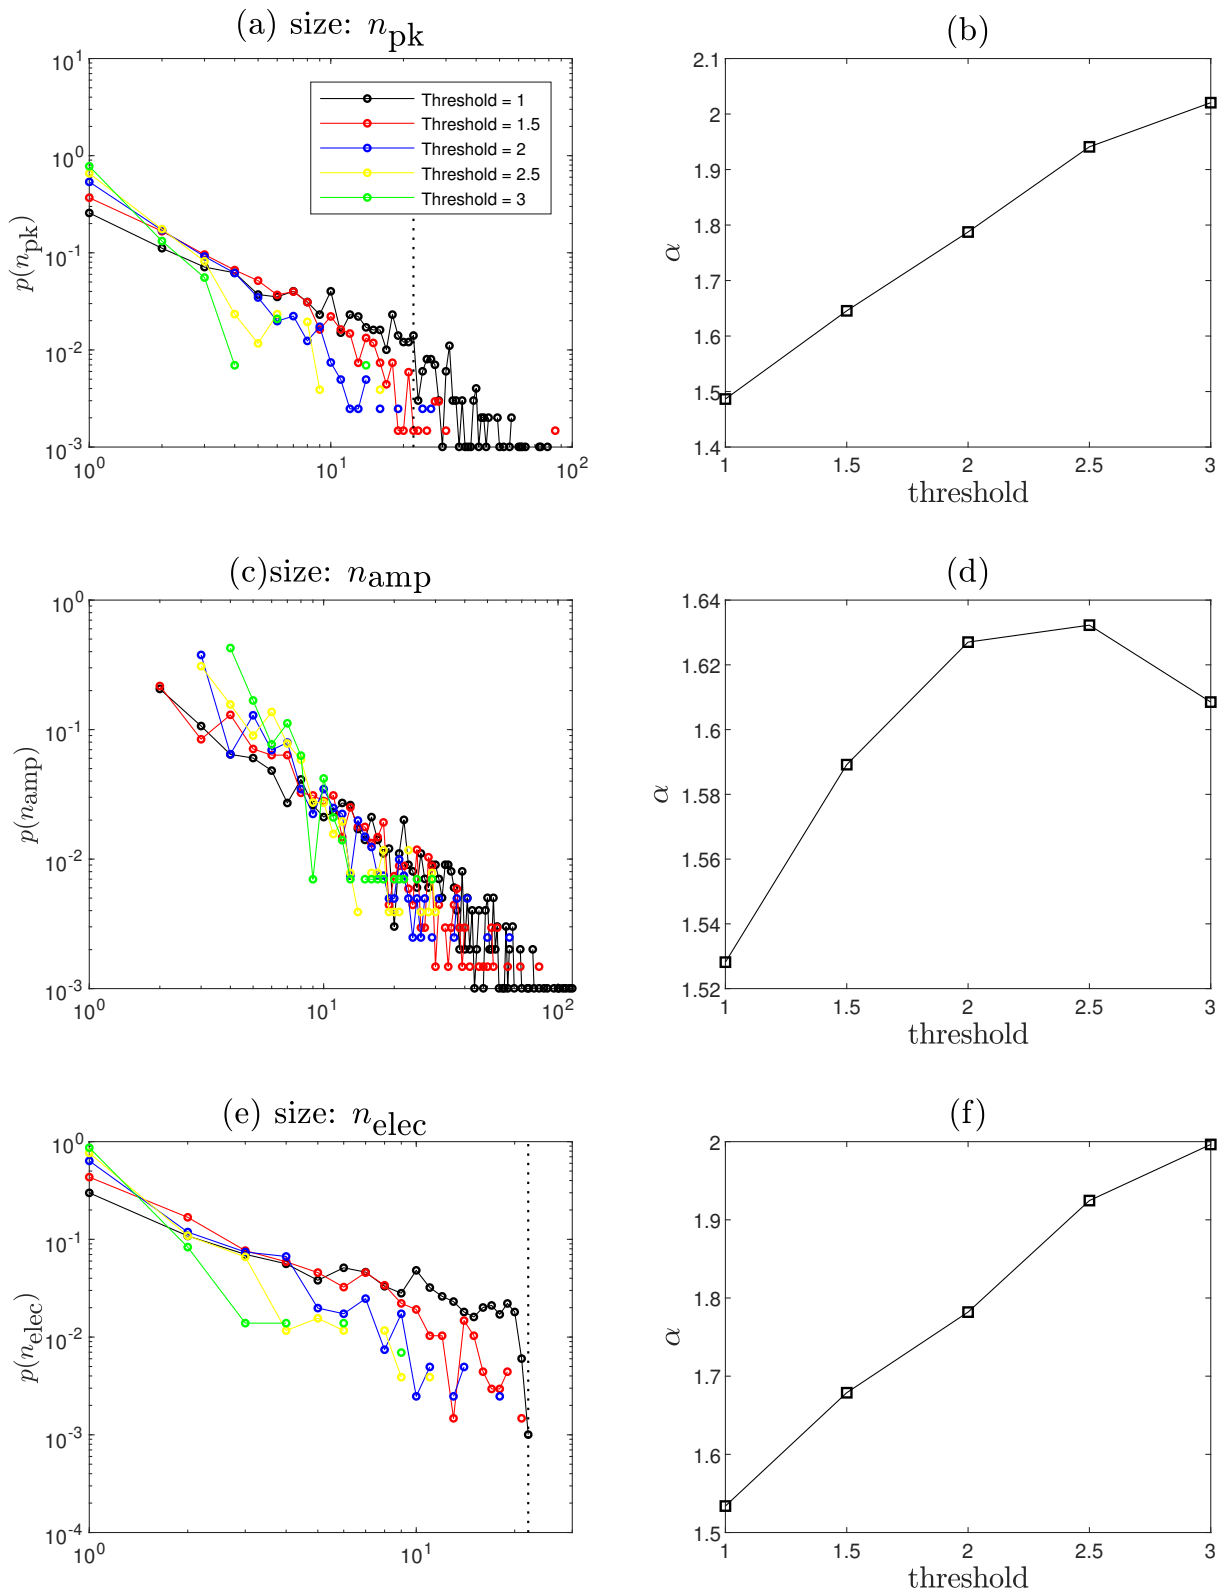 (a) size: n_pk
10^1
10^0
10^-1
10^-2
10^-3
p(n_pk)
Threshold = 1
Threshold = 1.5
Threshold = 2
Threshold = 2.5
Threshold = 3
10^0
10^1
10^2
(b)
2.1
2
1.9
1.8
1.7
1.6
1.5
1.4
α
1
1.5
2
2.5
3
threshold
(c)size: n_amp
10^0
10^-1
10^-2
10^-3
p(n_amp)
10^0
10^1
10^2
(d)
1.64
1.62
1.6
1.58
1.56
1.54
1.52
α
1
1.5
2
2.5
3
threshold
(e) size: n_elec
10^0
10^-1
10^-2
10^-3
10^-4
p(n_elec)
10^0
10^1
(f)
2
1.9
1.8
1.7
1.6
1.5
α
1
1.5
2
2.5
3
threshold